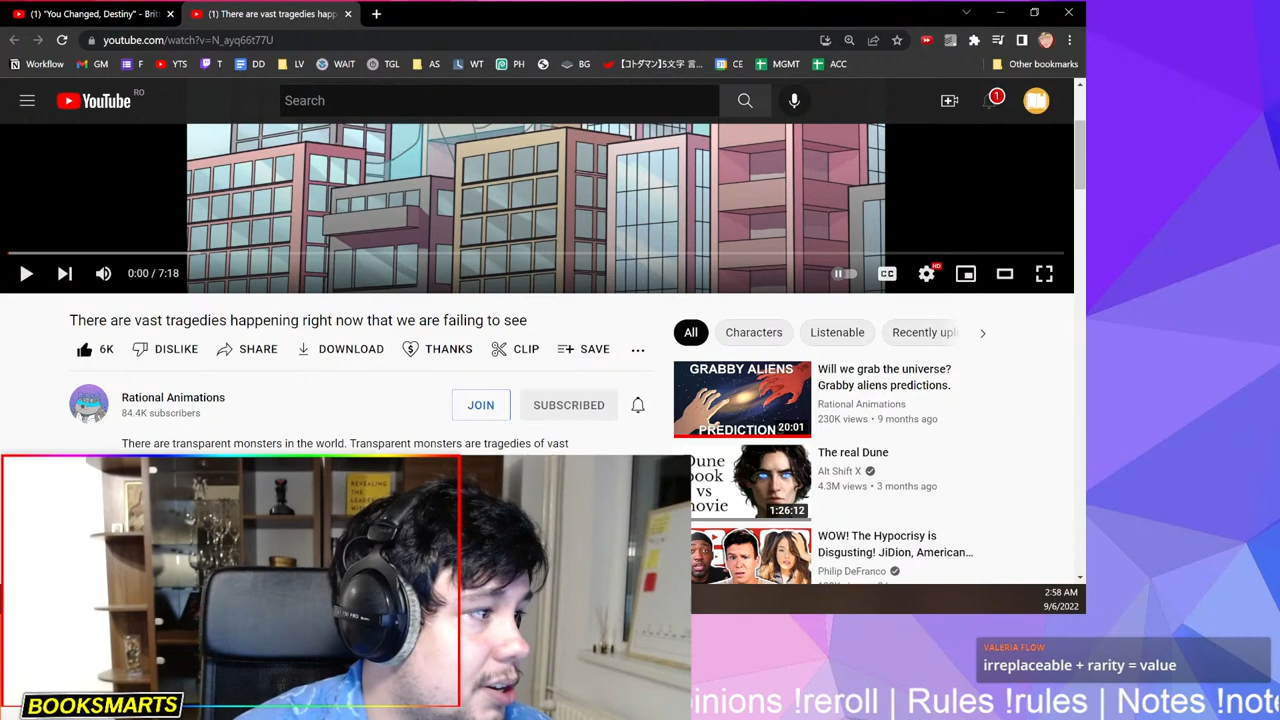 (1) "You Changed, Destiny" - Brit
(1) There are vast tragedies happ
youtube.com/watch?v=N_ayq66t77U
Workflow
GM
F
YTS
T
DD
LV
WAIT
TGL
AS
WT
PH
BG
【コトダマン】5文字 言...
CE
MGMT
ACC
Other bookmarks
YouTube RO
Search
1
0:00 / 7:18
CC
HD
There are vast tragedies happening right now that we are failing to see
6K
DISLIKE
SHARE
DOWNLOAD
THANKS
CLIP
SAVE
Rational Animations
84.4K subscribers
JOIN
SUBSCRIBED
There are transparent monsters in the world. Transparent monsters are tragedies of vast
All
Characters
Listenable
Recently uplo
GRABBY ALIENS
PREDICTION
20:01
Will we grab the universe?
Grabby aliens predictions.
Rational Animations
230K views • 9 months ago
Dune
book
vs
movie
1:26:12
The real Dune
Alt Shift X
4.3M views • 3 months ago
WOW! The Hypocrisy is
Disgusting! JiDion, American...
Philip DeFranco
2:58 AM
9/6/2022
REVEALING
THE
LEADER
BOOKSMARTS
VALERIA FLOW
irreplaceable + rarity = value
inions !reroll | Rules !rules | Notes !note